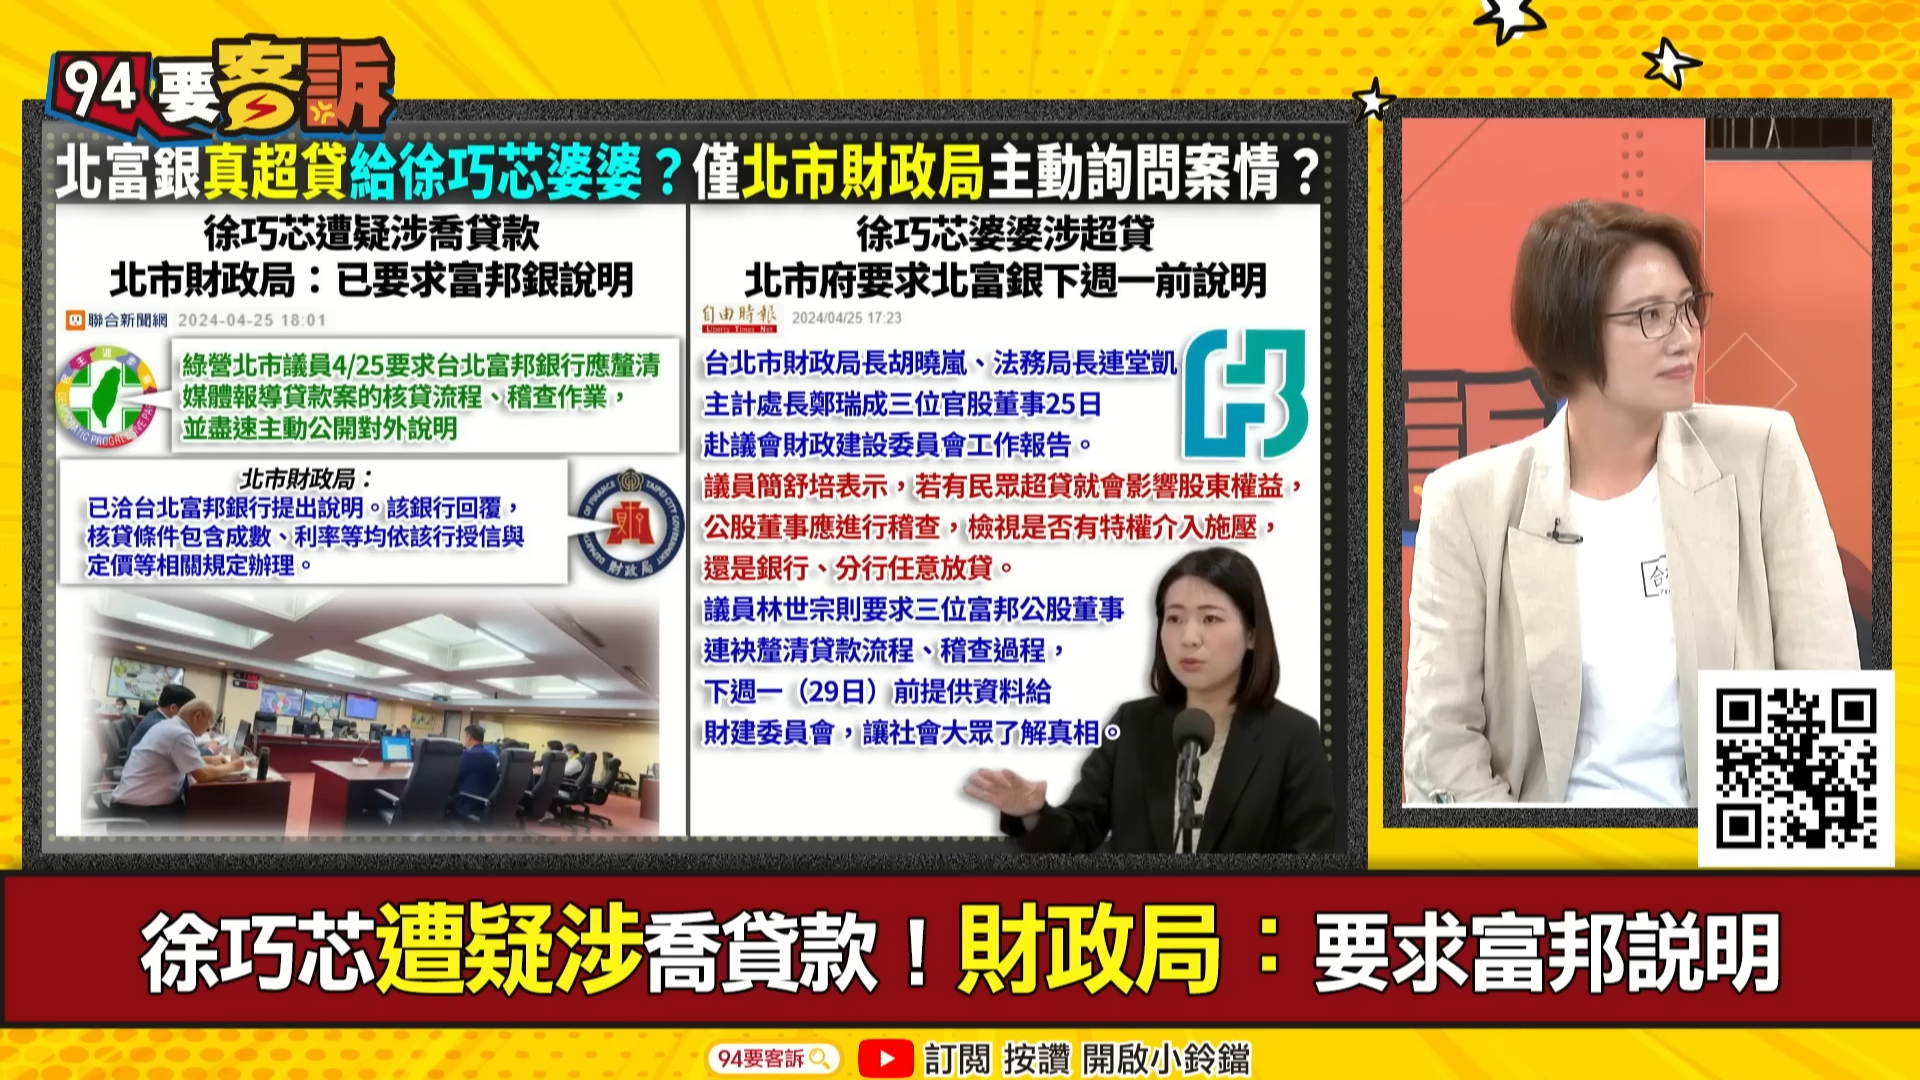 94要客訴
北富銀真超貸給徐巧芯婆婆？僅北市財政局主動詢問案情？
徐巧芯遭疑涉喬貸款
北市財政局：已要求富邦銀說明
聯合新聞網 2024-04-25 18:01
綠營北市議員4/25要求台北富邦銀行應釐清
媒體報導貸款案的核貸流程、稽查作業，
並盡速主動公開對外說明
北市財政局：
已洽台北富邦銀行提出說明。該銀行回覆，
核貸條件包含成數、利率等均依該行授信與
定價等相關規定辦理。
財政局
徐巧芯婆婆涉超貸
北市府要求北富銀下週一前說明
自由時報 2024/04/25 17:23
Liberty Times Net
台北市財政局長胡曉嵐、法務局長連堂凱
主計處長鄭瑞成三位官股董事25日
赴議會財政建設委員會工作報告。
議員簡舒培表示，若有民眾超貸就會影響股東權益，
公股董事應進行稽查，檢視是否有特權介入施壓，
還是銀行、分行任意放貸。
議員林世宗則要求三位富邦公股董事
連袂釐清貸款流程、稽查過程，
下週一（29日）前提供資料給
財建委員會，讓社會大眾了解真相。
訴
徐巧芯遭疑涉喬貸款！財政局：要求富邦説明
94要客訴
訂閲 按讚 開啟小鈴鐺